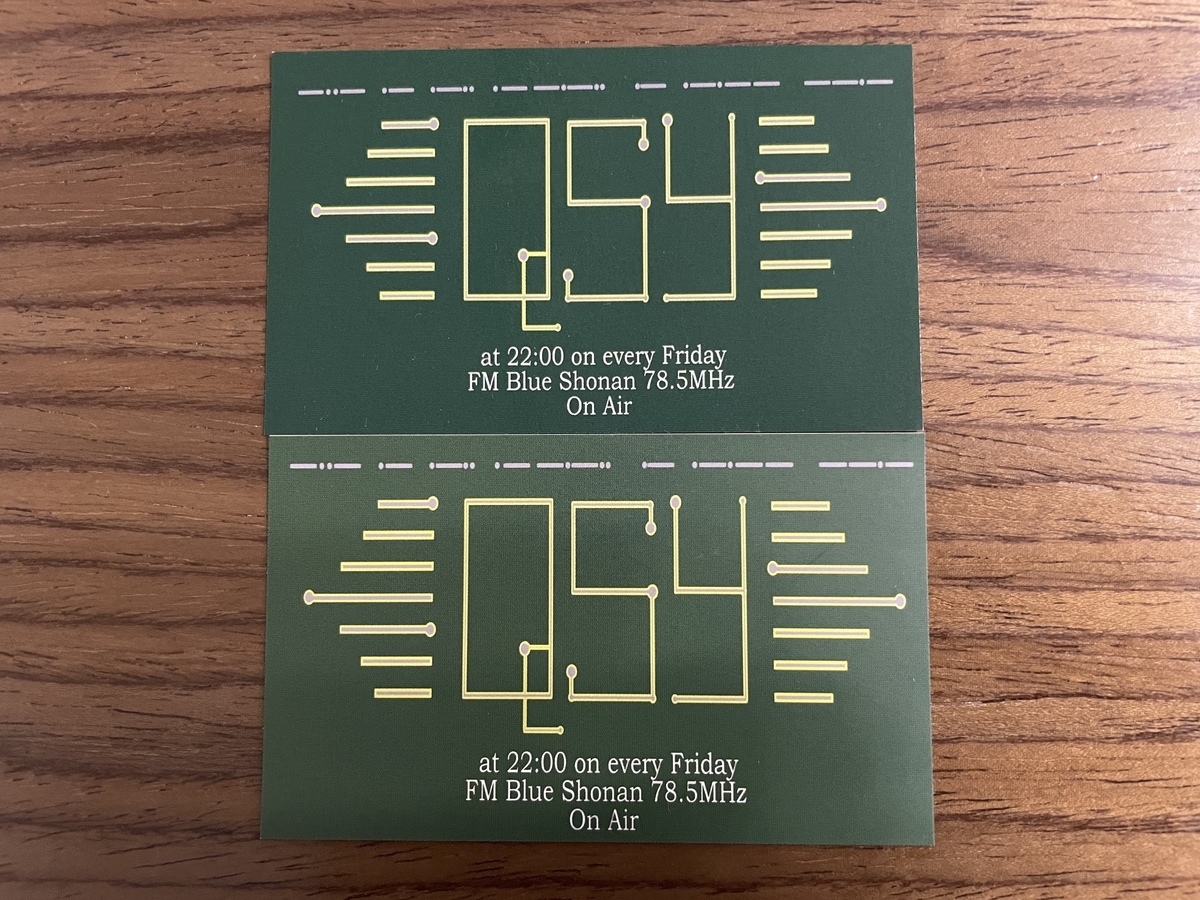 QSY
at 22:00 on every Friday
FM Blue Shonan 78.5MHz
On Air
QSY
at 22:00 on every Friday
FM Blue Shonan 78.5MHz
On Air